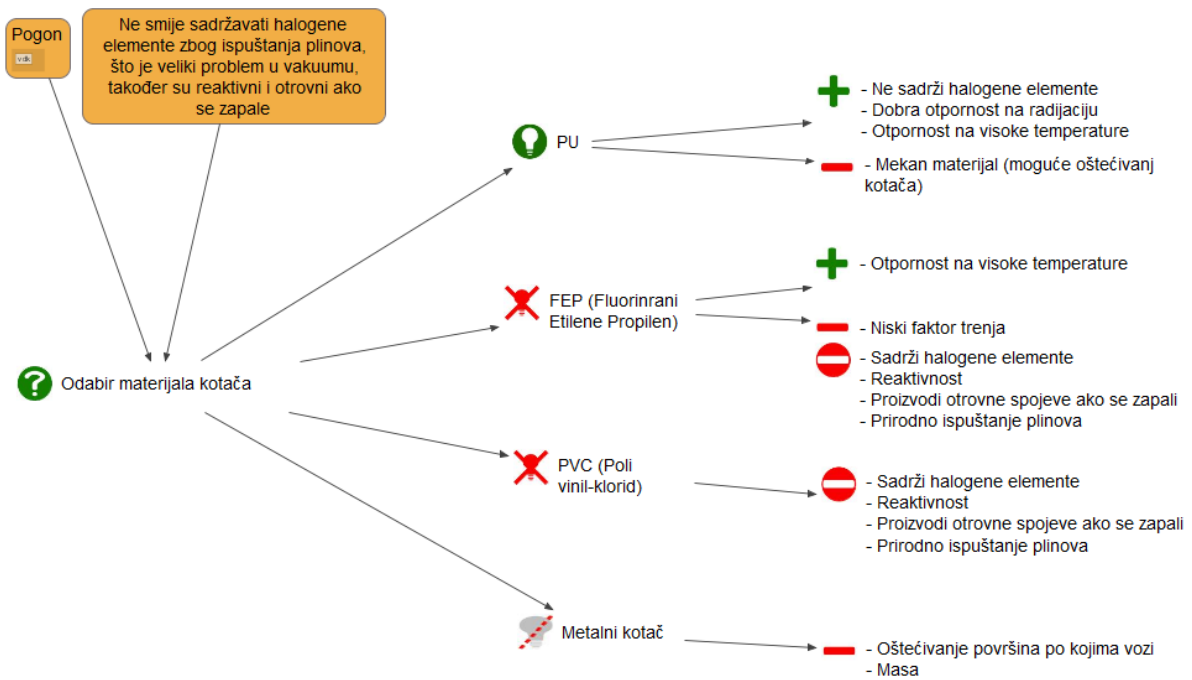 Pogon
vdk
Ne smije sadržavati halogene
elemente zbog ispuštanja plinova,
što je veliki problem u vakuumu,
također su reaktivni i otrovni ako
se zapale
PU
- Ne sadrži halogene elemente
- Dobra otpornost na radijaciju
- Otpornost na visoke temperature
- Mekan materijal (moguće oštećivanj
kotača)
FEP (Fluorinrani
Etilene Propilen)
- Otpornost na visoke temperature
- Niski faktor trenja
- Sadrži halogene elemente
- Reaktivnost
- Proizvodi otrovne spojeve ako se zapali
- Prirodno ispuštanje plinova
Odabir materijala kotača
PVC (Poli
vinil-klorid)
- Sadrži halogene elemente
- Reaktivnost
- Proizvodi otrovne spojeve ako se zapali
- Prirodno ispuštanje plinova
Metalni kotač
- Oštećivanje površina po kojima vozi
- Masa